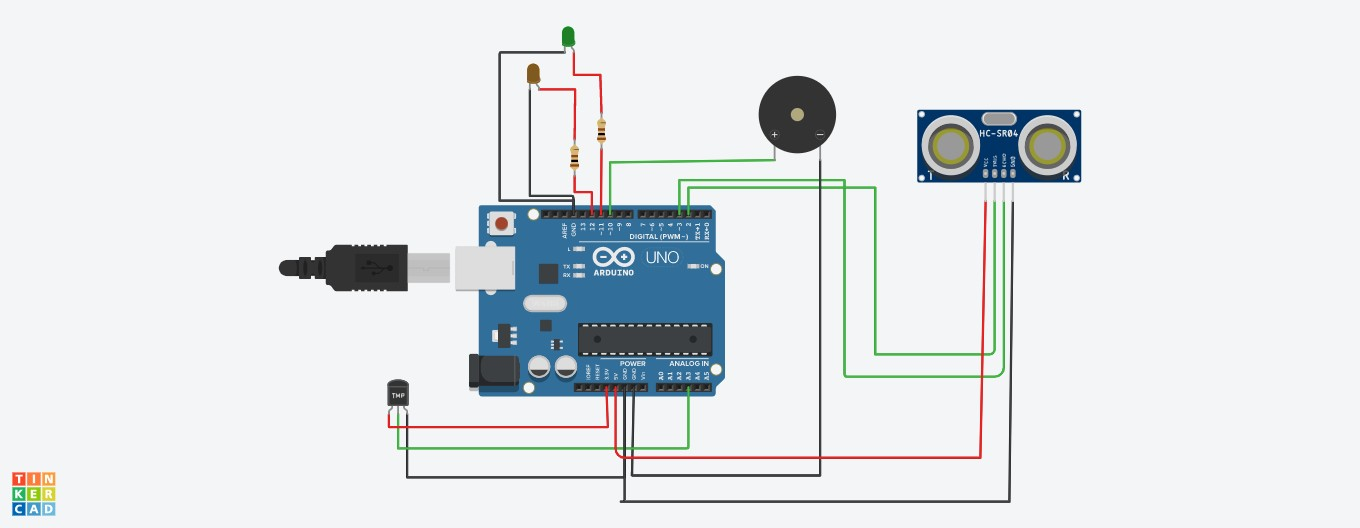 HC-SR04
VCC
TRIG
ECHO
GND
T
R
AREF
GND
13
12
~11
~10
~9
8
7
~6
~5
4
~3
2
TX→1
RX←0
DIGITAL (PWM~)
L
TX
RX
ARDUINO
UNO
ON
POWER
ANALOG IN
IOREF
RESET
3.3V
5V
GND
GND
Vin
A0
A1
A2
A3
A4
A5
TMP
TIN
KER
CAD